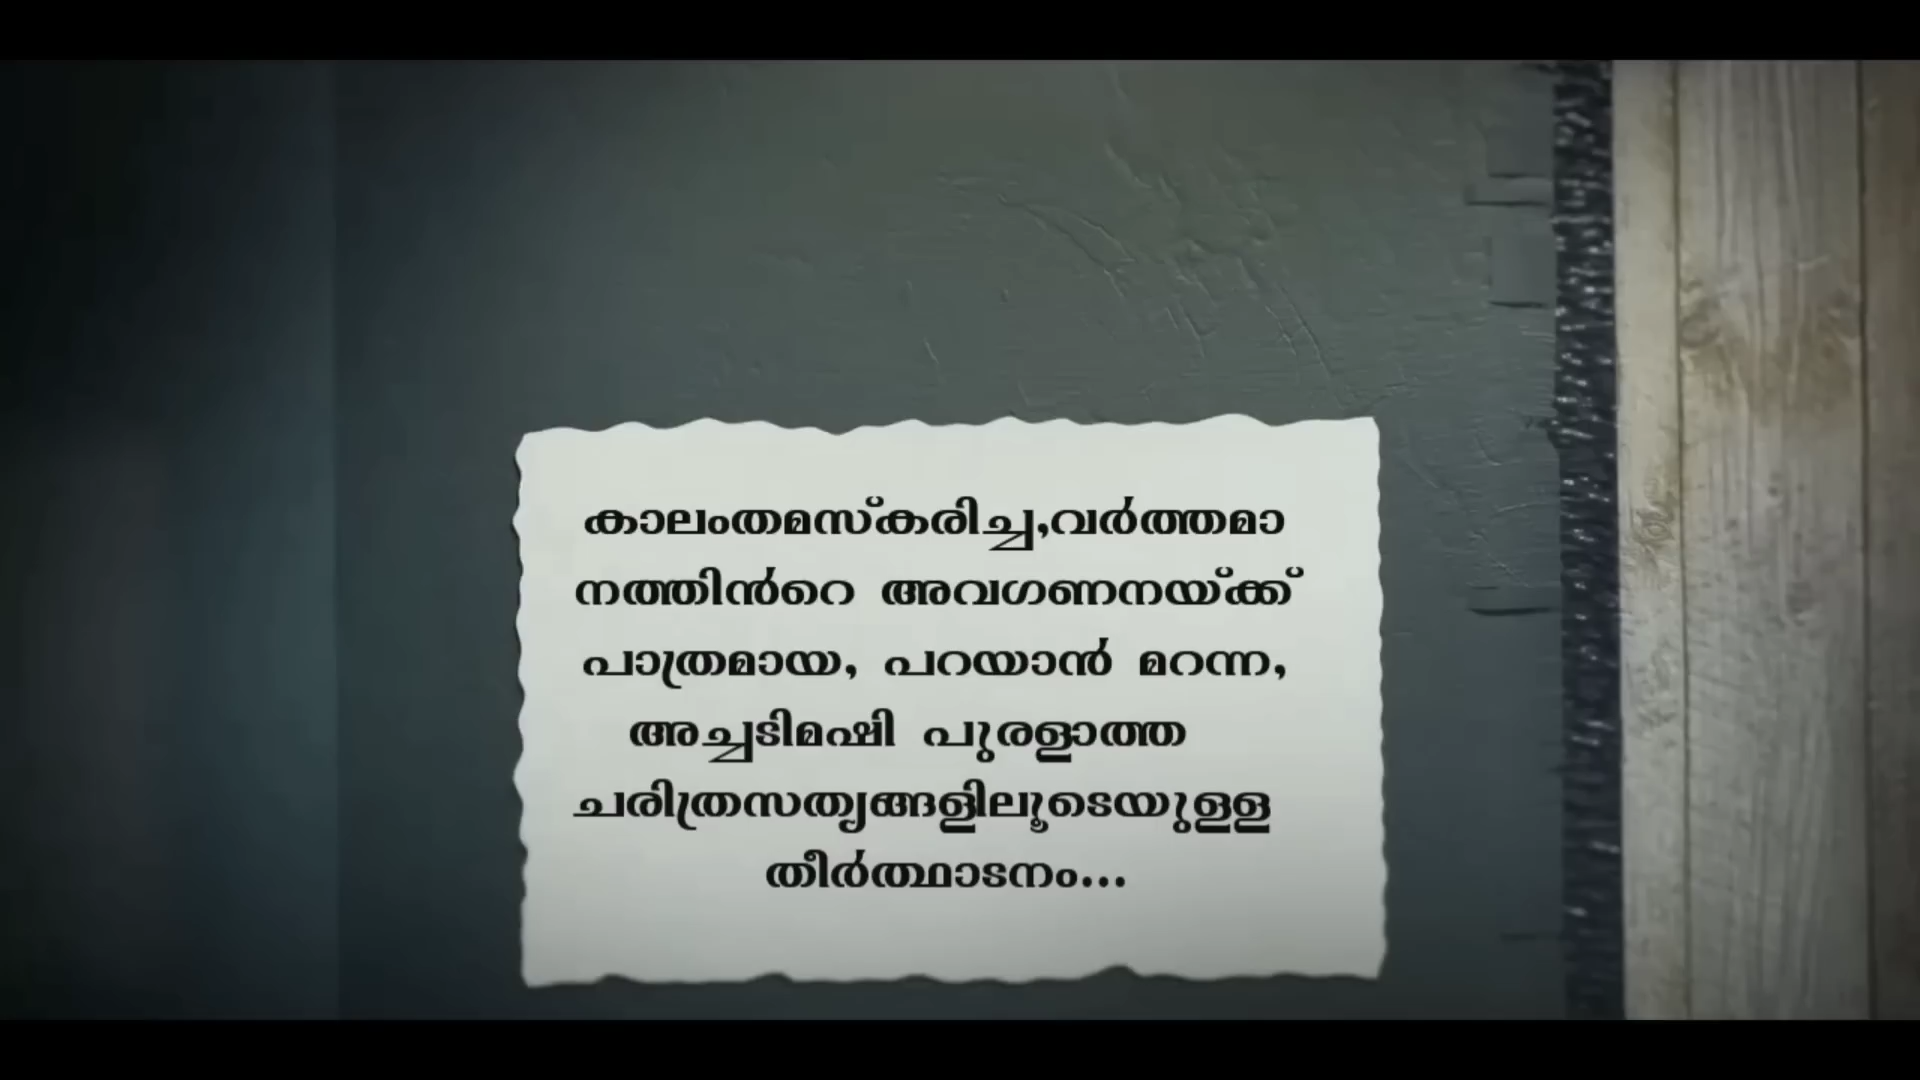 കാലംതമസ്കരിച്ച,വർത്തമാ
നത്തിൻറെ അവഗണനയ്ക്ക്
പാത്രമായ, പറയാൻ മറന്ന,
അച്ചടിമഷി പുരളാത്ത
ചരിത്രസത്യങ്ങളിലൂടെയുള്ള
തീർത്ഥാടനം...